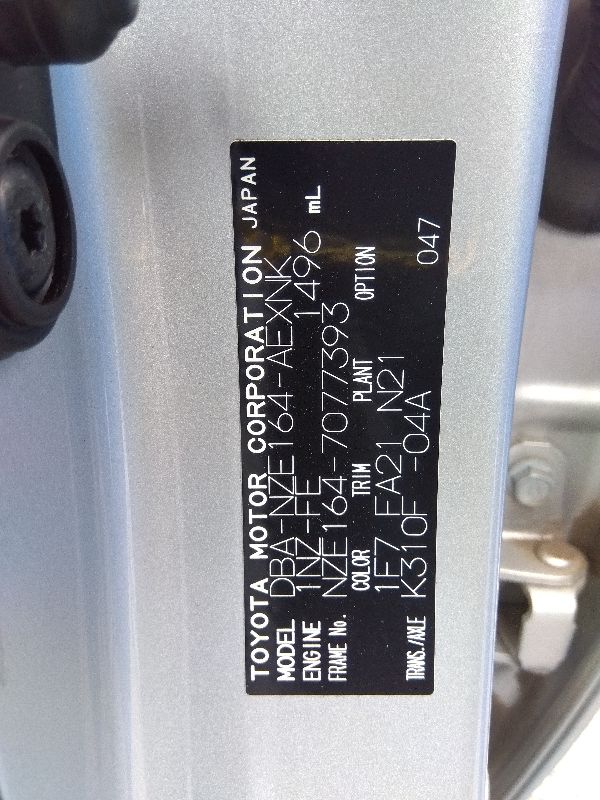 TOYOTA MOTOR CORPORATION JAPAN
MODEL DBA-NZE164-AEXNK
ENGINE 1NZ-FE 1496 mL
FRAME No. NZE164-7077393
COLOR TRIM PLANT OPTION
1F7 FA21 N21
TRANS./AXLE K310F -04A 047